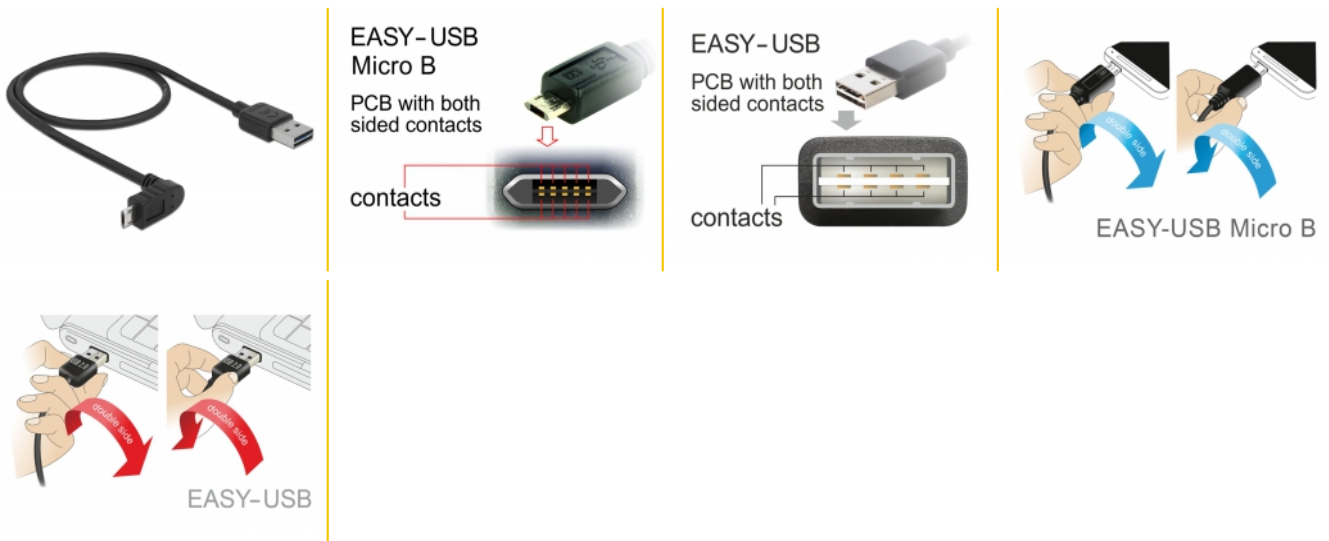 EASY-USB
Micro B
PCB with both
sided contacts
contacts
EASY-USB
PCB with both
sided contacts
contacts
double side
double side
EASY-USB Micro B
double side
double side
EASY-USB